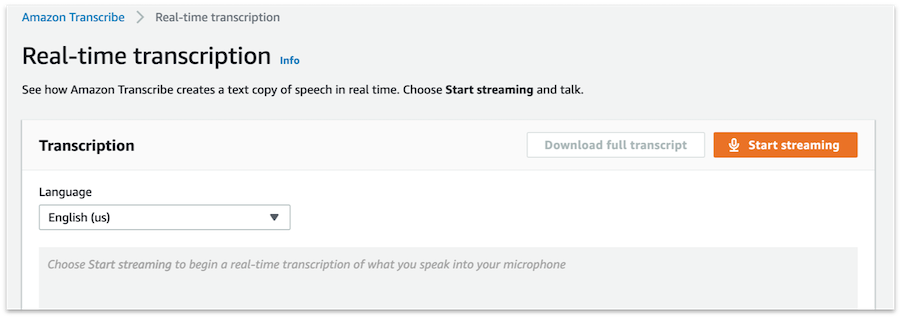 Amazon Transcribe > Real-time transcription
Real-time transcription Info
See how Amazon Transcribe creates a text copy of speech in real time. Choose Start streaming and talk.
Transcription Download full transcript Start streaming
Language
English (us)
Choose Start streaming to begin a real-time transcription of what you speak into your microphone